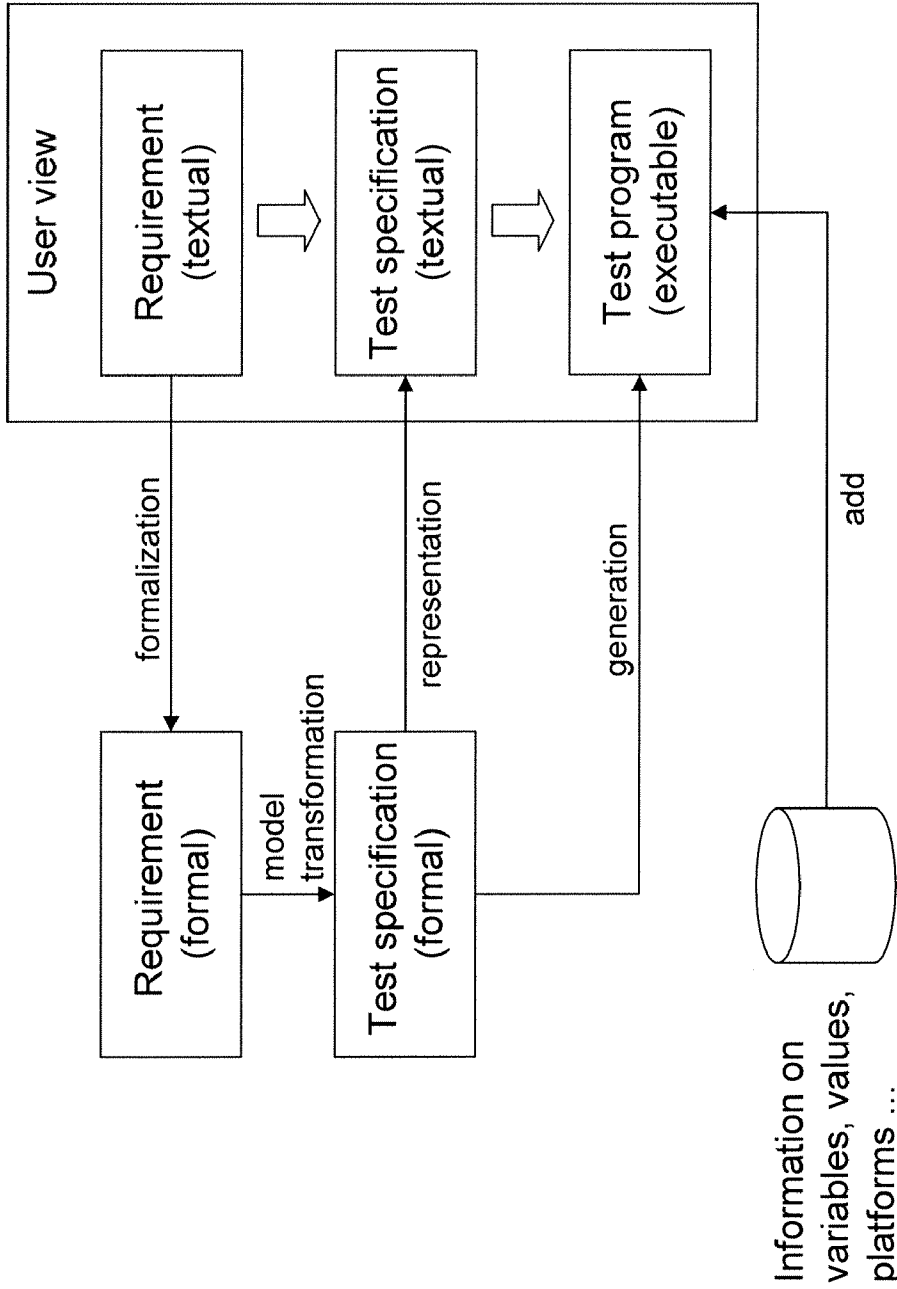 User view
Requirement
(textual)
Test specification
(textual)
Test program
(executable)
formalization
representation
generation
add
Requirement
(formal)
model
transformation
Test specification
(formal)
Information on
variables, values,
platforms ...